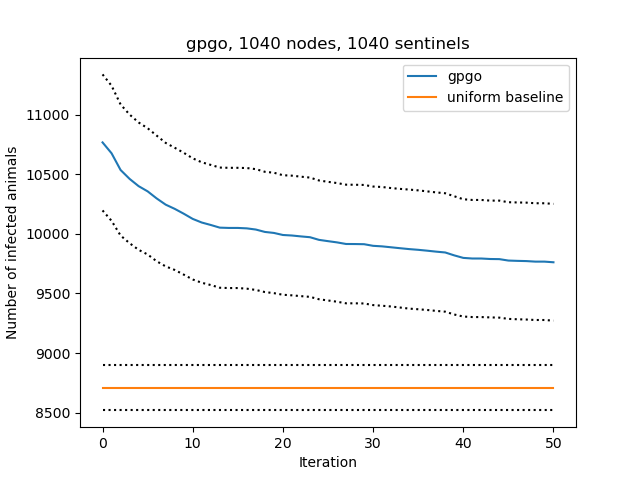 gpgo, 1040 nodes, 1040 sentinels
gpgo
uniform baseline
Number of infected animals
11000
10500
10000
9500
9000
8500
0 10 20 30 40 50
Iteration